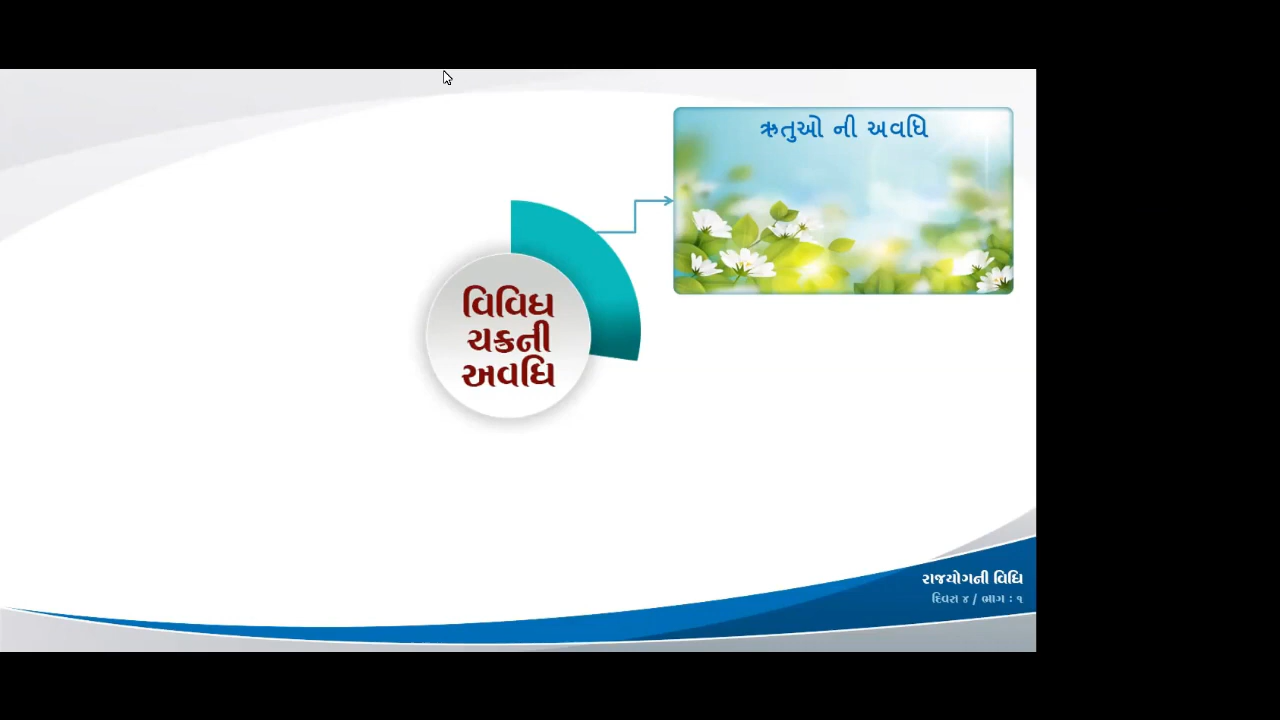 ઋતુઓ ની અવધિ
વિવિધ
ચક્રની
અવધિ
રાજયોગની વિધિ
દિવસ ૪ / ભાગ : ૧